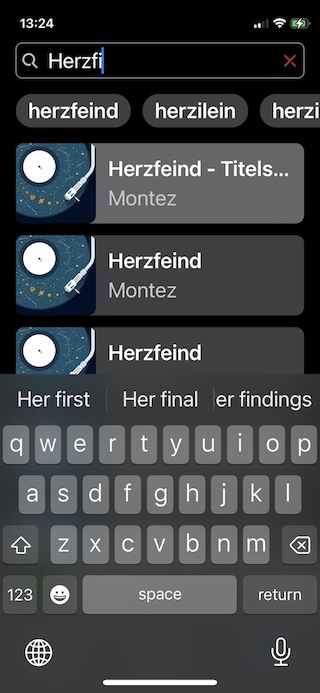 13:24
Herzfi
herzfeind herzilein herzi
Herzfeind - Titels...
Montez
Herzfeind
Montez
Herzfeind
Her first Her final er findings
q w e r t y u i o p
a s d f g h j k l
z x c v b n m
123 space return